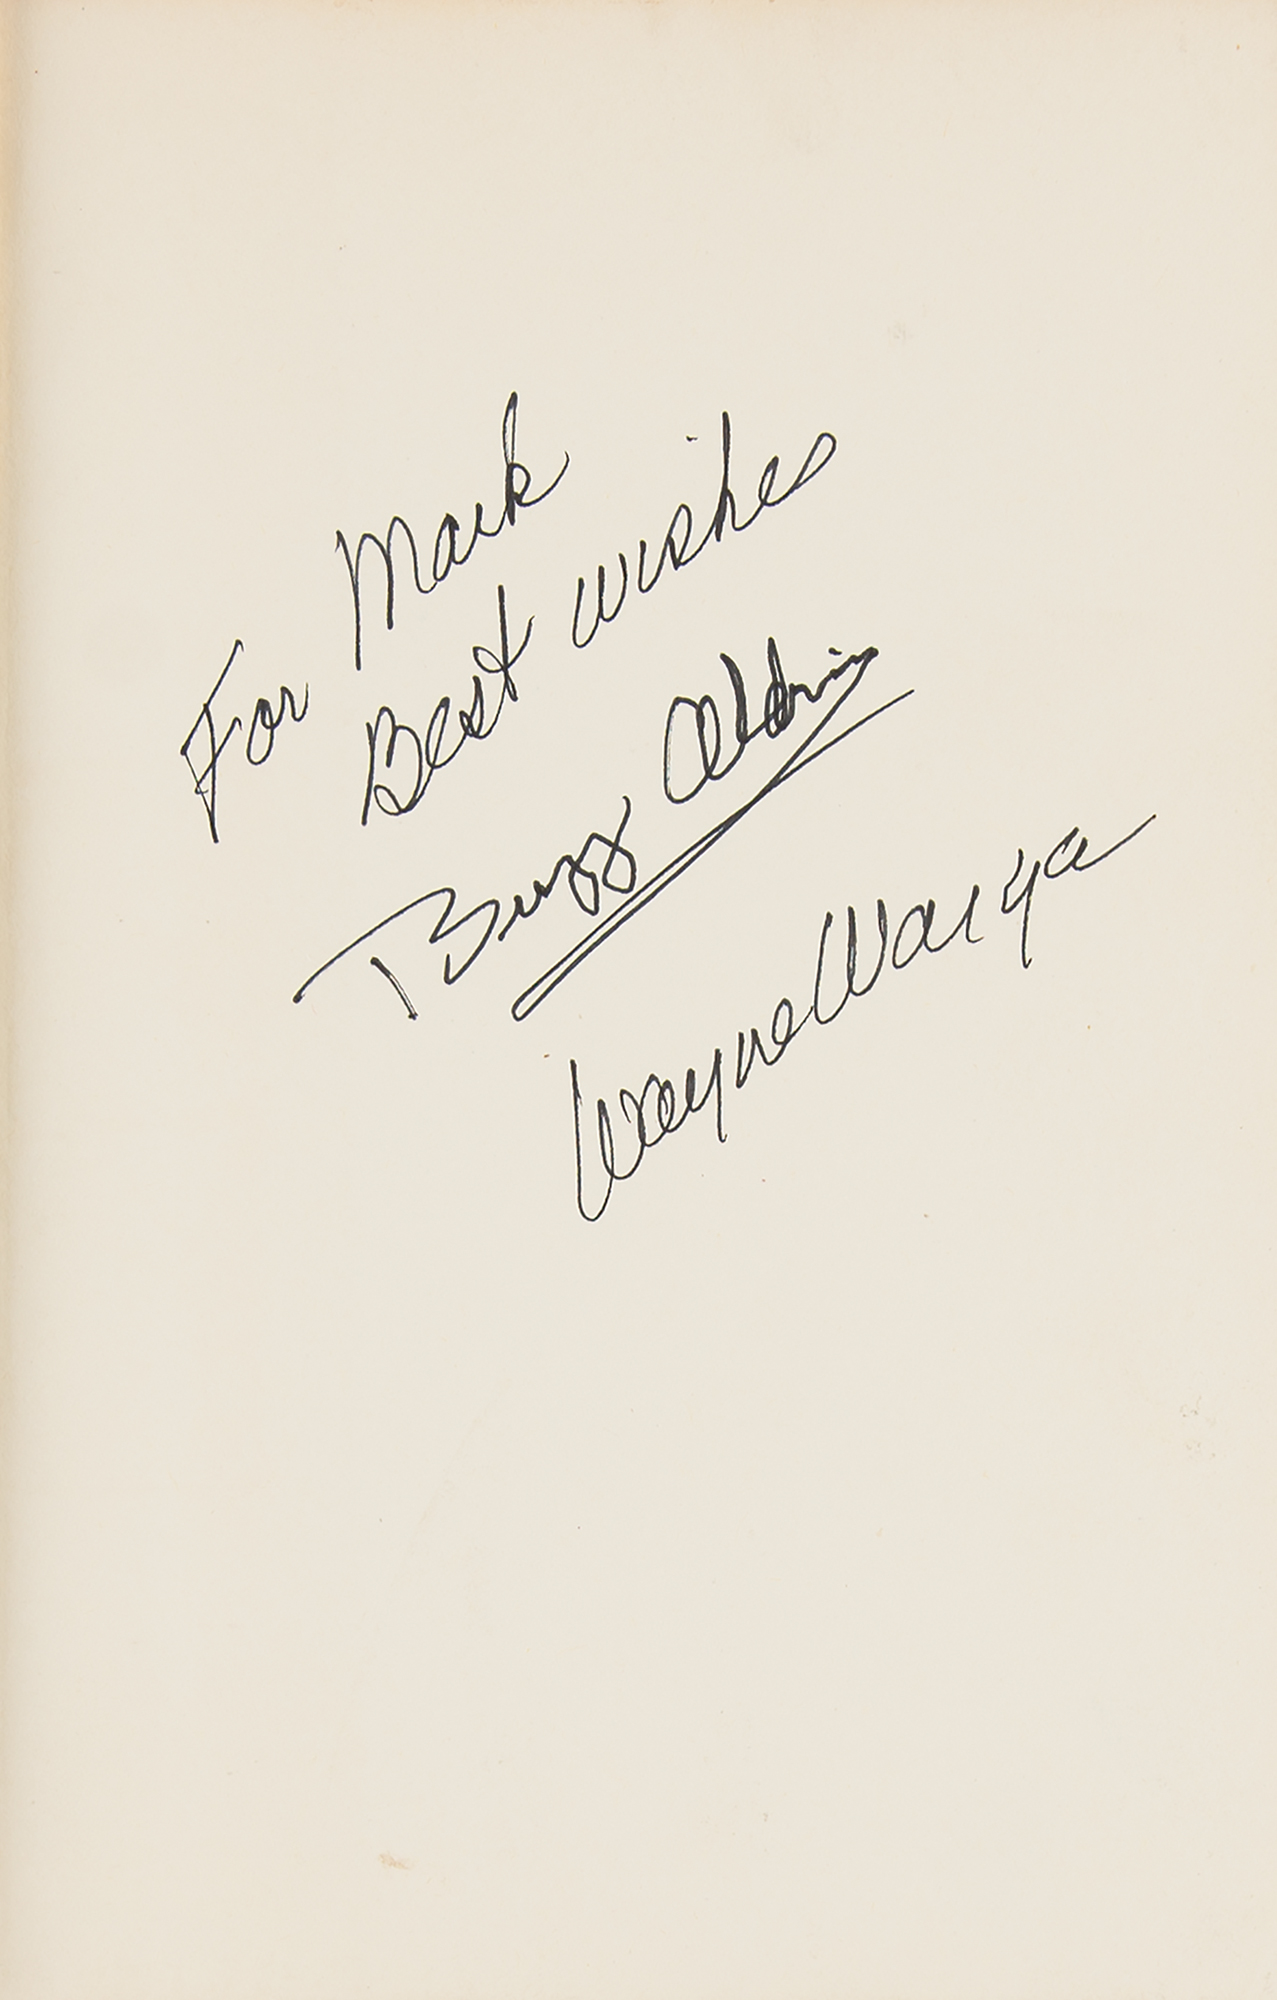 For Mark
Best wishes
Buzz Aldrin
Wayne Warga